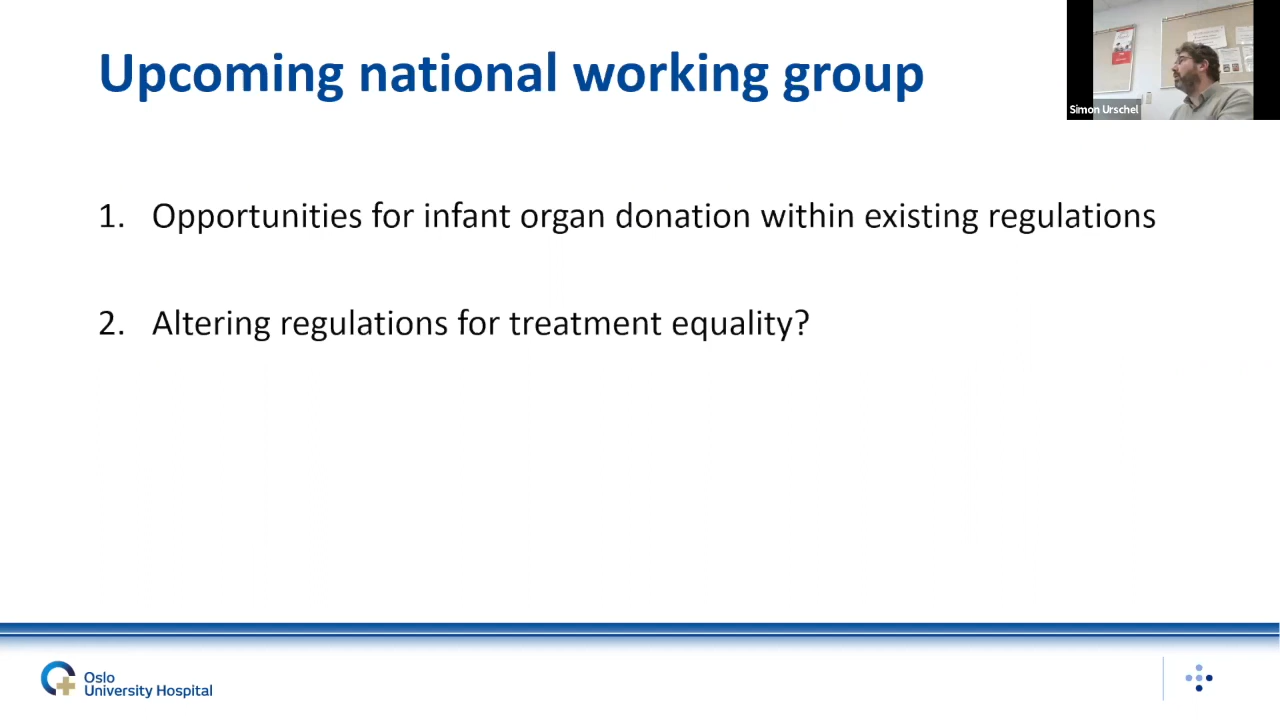 Upcoming national working group
Simon Urschel
1. Opportunities for infant organ donation within existing regulations
2. Altering regulations for treatment equality?
Oslo
University Hospital